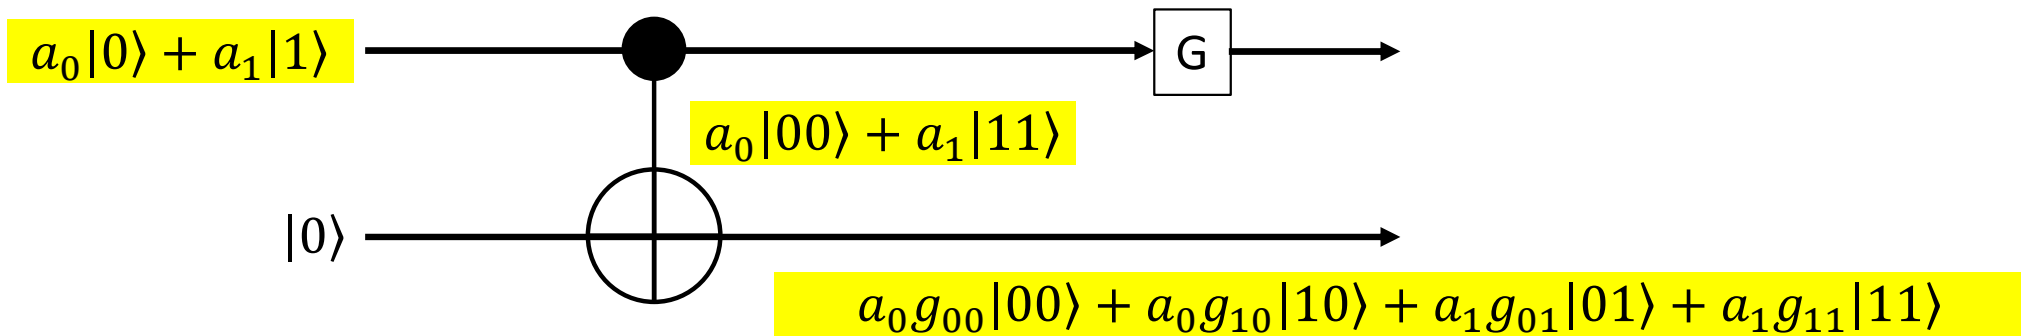 a₀|0⟩ + a₁|1⟩
G
a₀|00⟩ + a₁|11⟩
|0⟩
a₀g₀₀|00⟩ + a₀g₁₀|10⟩ + a₁g₀₁|01⟩ + a₁g₁₁|11⟩